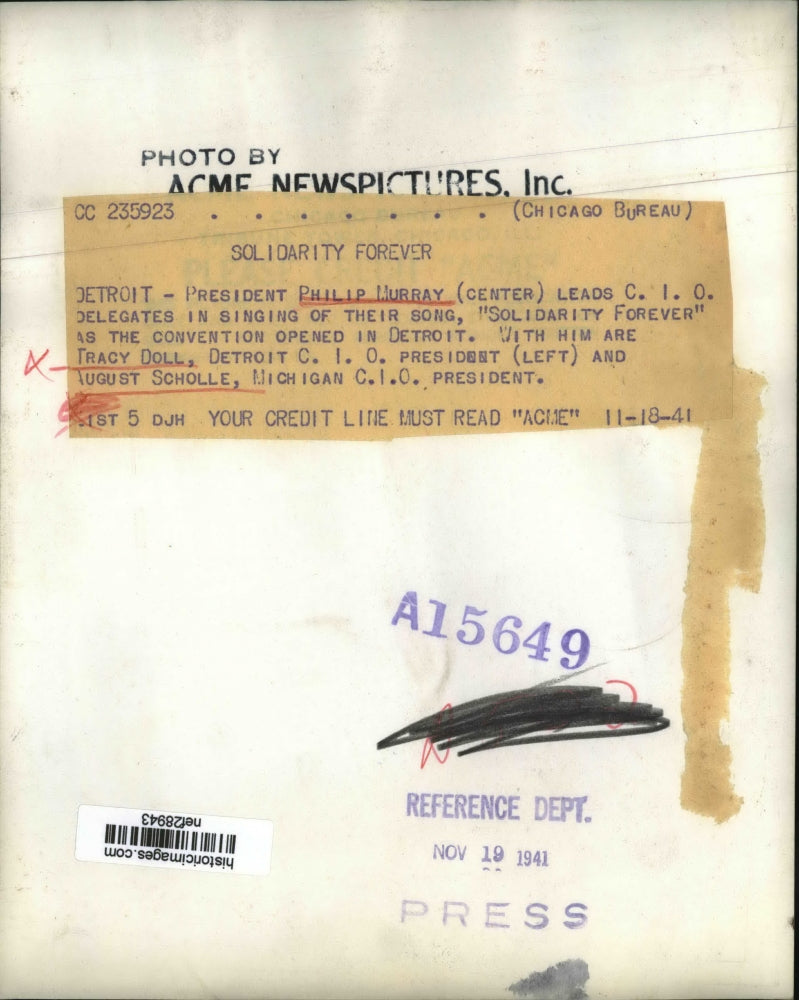 PHOTO BY
ACME NEWSPICTURES, Inc.
CC 235923 . . . . . . . (CHICAGO BUREAU)
SOLIDARITY FOREVER
DETROIT - PRESIDENT PHILIP MURRAY (CENTER) LEADS C. I. O.
DELEGATES IN SINGING OF THEIR SONG, "SOLIDARITY FOREVER"
AS THE CONVENTION OPENED IN DETROIT. WITH HIM ARE
TRACY DOLL, DETROIT C. I. O. PRESIDENT (LEFT) AND
AUGUST SCHOLLE, MICHIGAN C.I.O. PRESIDENT.
LIST 5 DJH YOUR CREDIT LINE MUST READ "ACME" 11-18-41
A15649
REFERENCE DEPT.
NOV 19 1941
PRESS
historicimages.com
nef28943